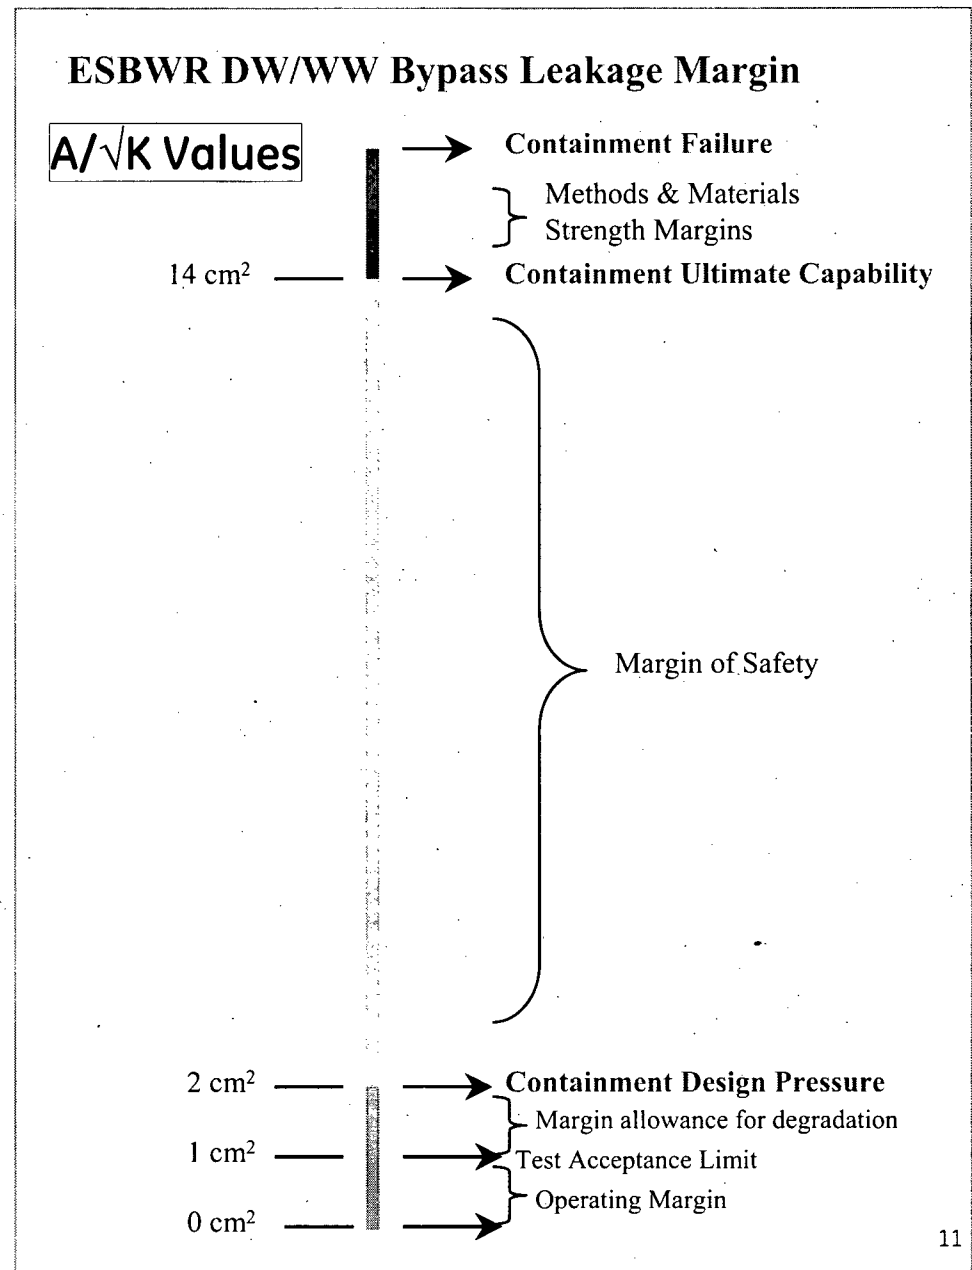 ESBWR DW/WW Bypass Leakage Margin
A/√K Values
Containment Failure
Methods & Materials
Strength Margins
14 cm²
Containment Ultimate Capability
Margin of Safety
2 cm²
Containment Design Pressure
Margin allowance for degradation
1 cm²
Test Acceptance Limit
Operating Margin
0 cm²
11